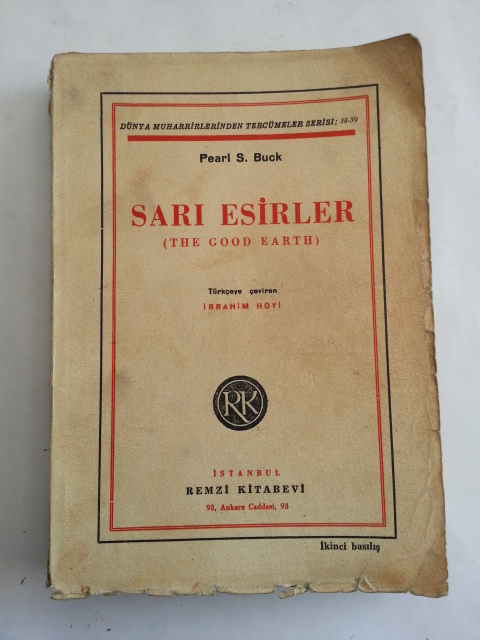 DÜNYA MUHARRİRLERİNDEN TERCÜMELER SERİSİ: 38-39
Pearl S. Buck
SARI ESİRLER
(THE GOOD EARTH)
Türkçeye çeviren
İBRAHİM HOYİ
RK
İSTANBUL
REMZİ KİTABEVİ
93, Ankara Caddesi, 93
İkinci basılış